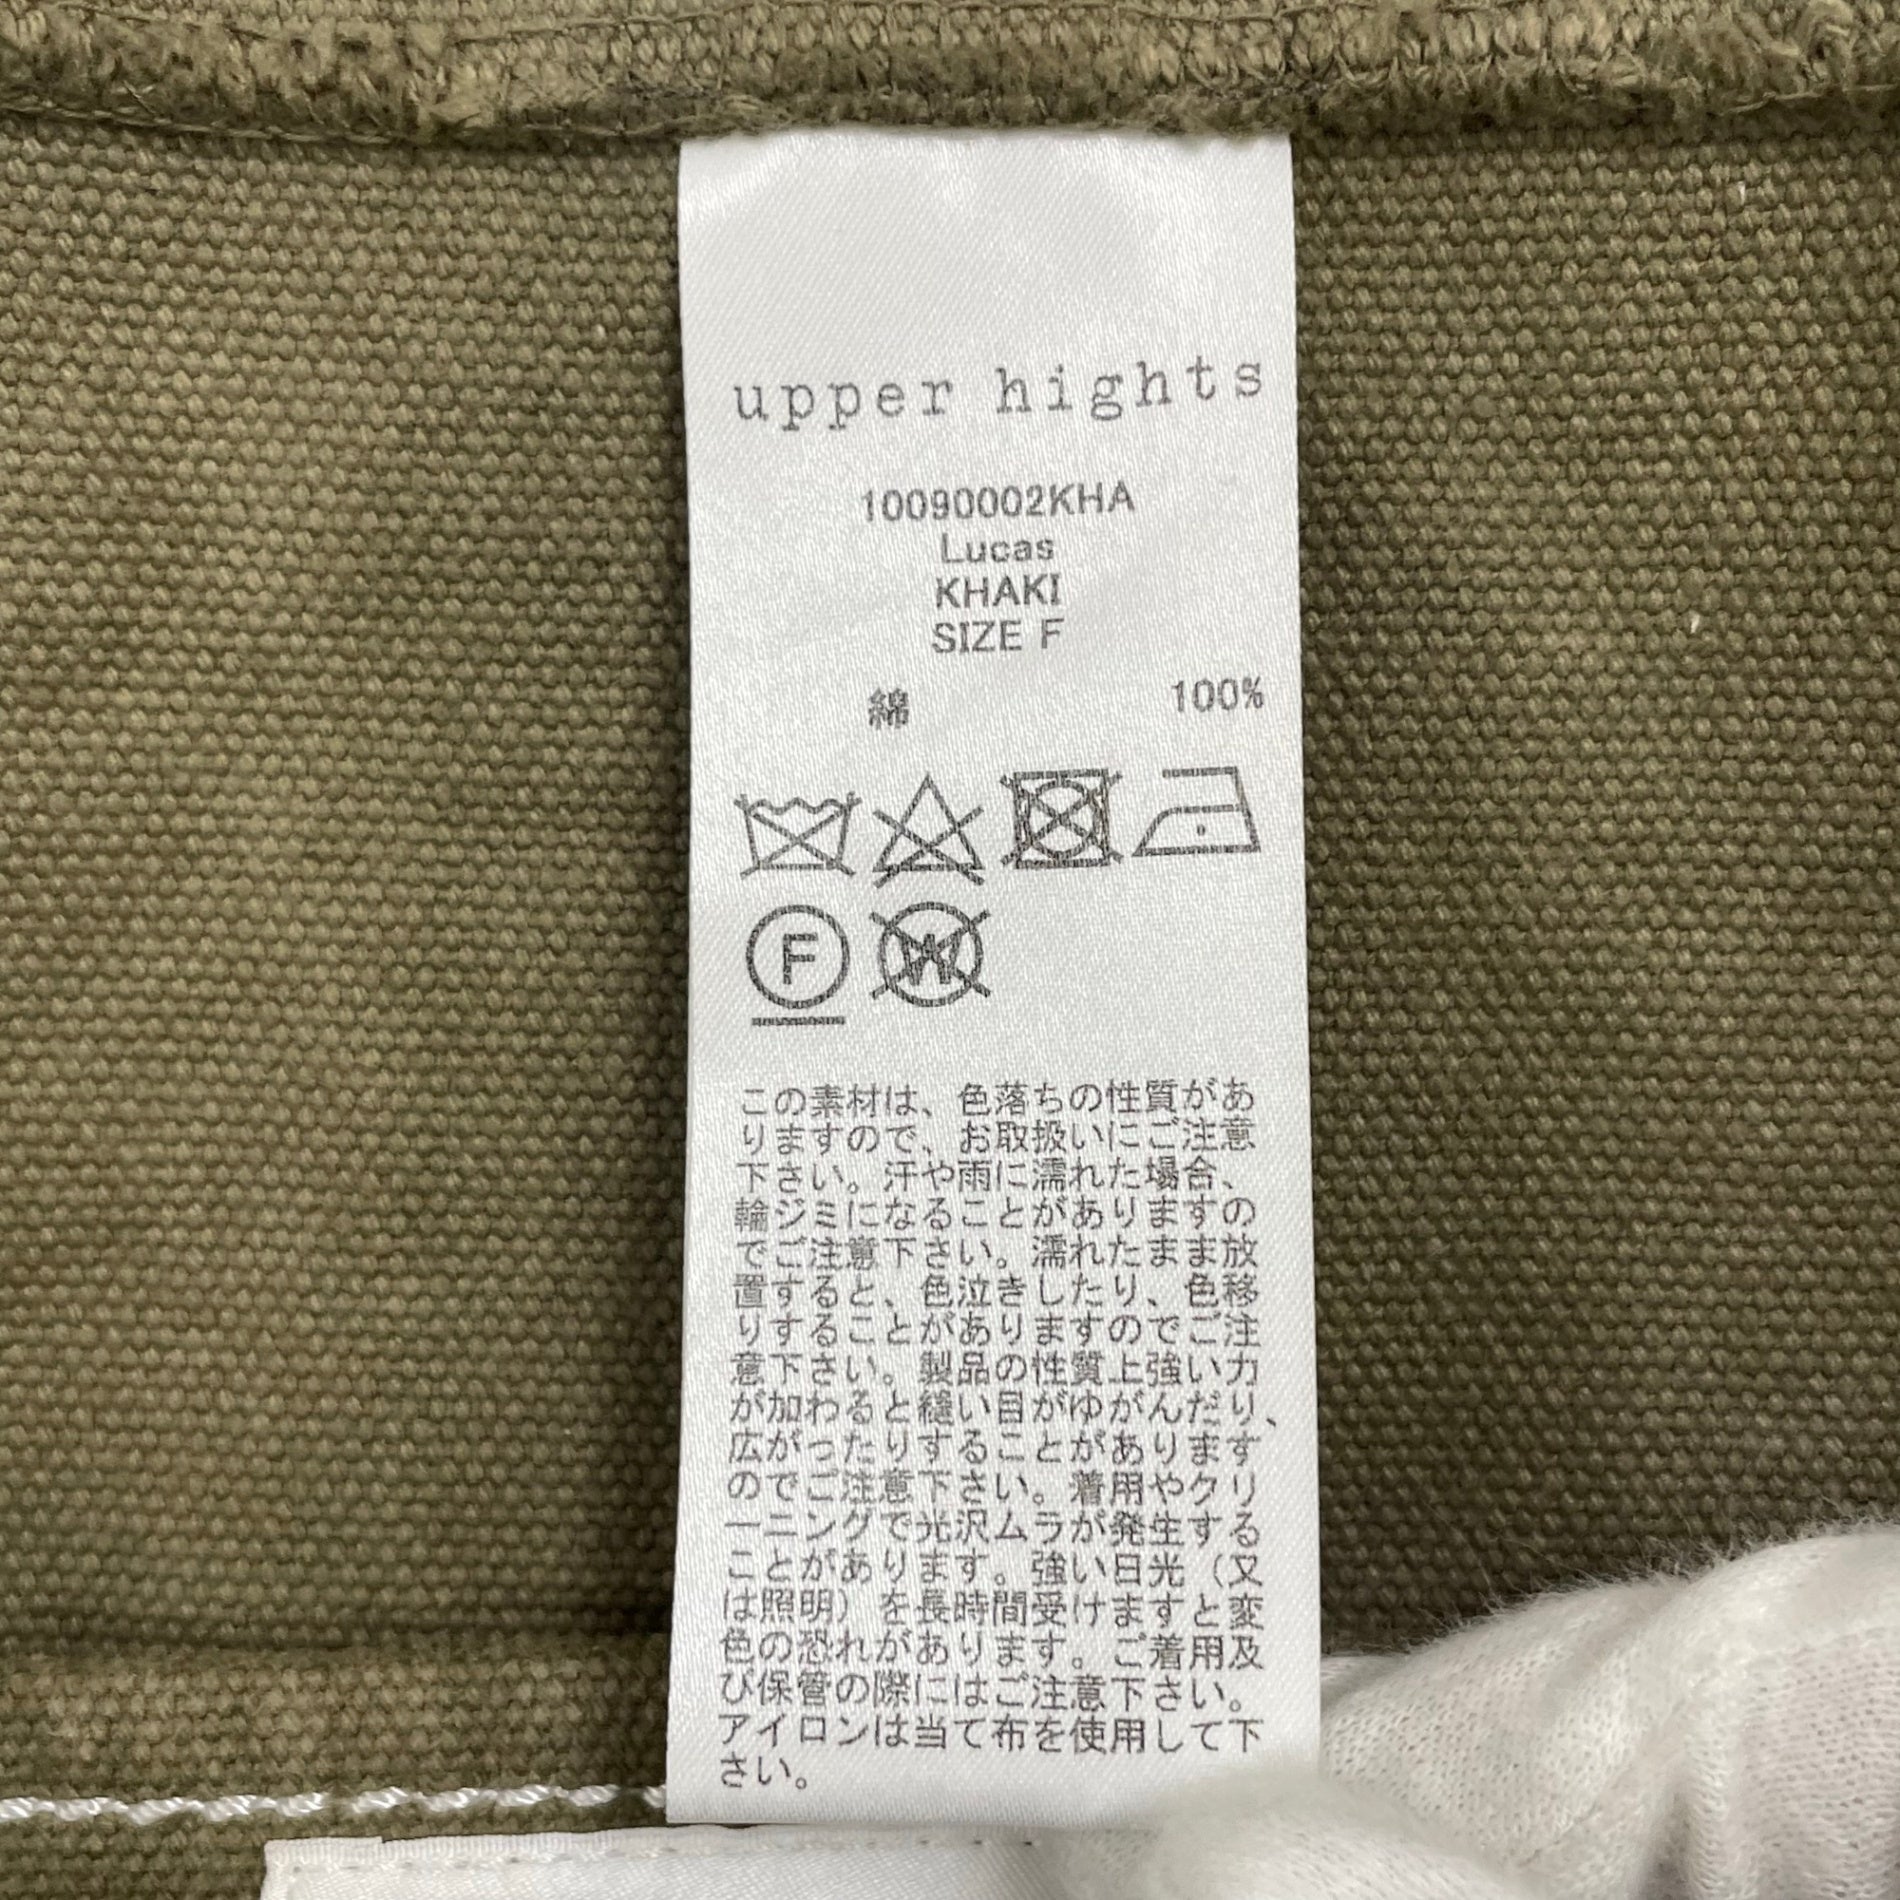 upper hights
10090002KHA
Lucas
KHAKI
SIZE F
綿 100%
F W
この素材は、色落ちの性質があ
りますので、お取扱いにご注意
下さい。汗や雨に濡れた場合、
輪ジミになることがありますの
でご注意下さい。濡れたまま放
置すると、色泣きしたり、色移
りするこ、とがありますのでご注
意下さい。製品の性質上強い力
が加わると縫い目がゆがんだり、
広がったりすることがあります
のでご注意下さい。着用やクリ
ーニングで光沢ムラが発生する
ことがあります。強い日光（又
は照明）を長時間受けますと変
色の恐れがあります。ご着用及
び保管の際にはご注意下さい。
アイロンは当て布を使用して下
さい。